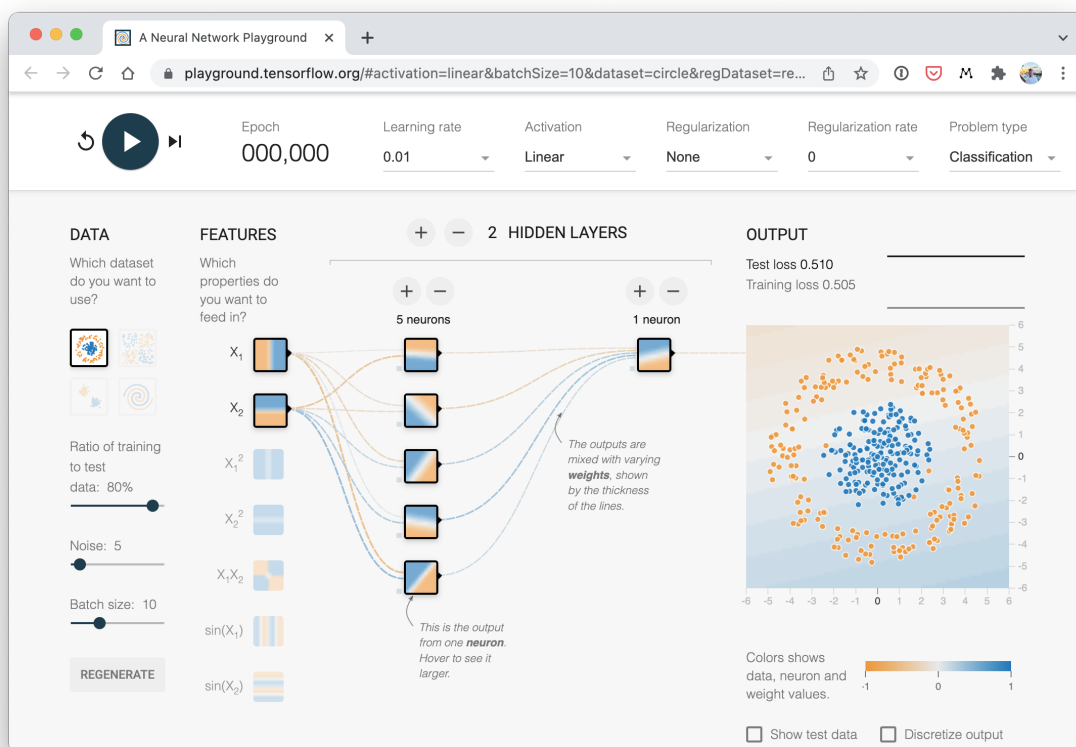 A Neural Network Playground
playground.tensorflow.org/#activation=linear&batchSize=10&dataset=circle&regDataset=re...
Epoch
000,000
Learning rate
0.01
Activation
Linear
Regularization
None
Regularization rate
0
Problem type
Classification
DATA
Which dataset
do you want to
use?
Ratio of training
to test
data: 80%
Noise: 5
Batch size: 10
REGENERATE
FEATURES
Which
properties do
you want to
feed in?
X1
X2
X1²
X2²
X1X2
sin(X1)
sin(X2)
+ − 2 HIDDEN LAYERS
+ −
5 neurons
+ −
1 neuron
The outputs are
mixed with varying
weights, shown
by the thickness
of the lines.
This is the output
from one neuron.
Hover to see it
larger.
OUTPUT
Test loss 0.510
Training loss 0.505
6
5
4
3
2
1
0
-1
-2
-3
-4
-5
-6
-6 -5 -4 -3 -2 -1 0 1 2 3 4 5 6
Colors shows
data, neuron and
weight values.
-1 0 1
Show test data
Discretize output